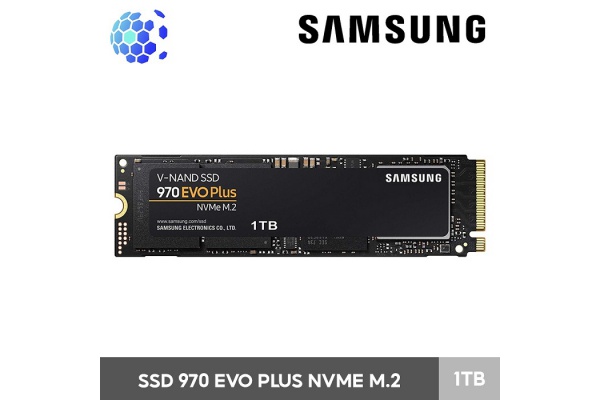 SAMSUNG
V-NAND SSD
970 EVO Plus
NVMe M.2
SAMSUNG
www.samsung.com/ssd
SAMSUNG ELECTRONICS CO., LTD.
1TB
SSD 970 EVO PLUS NVME M.2
1TB